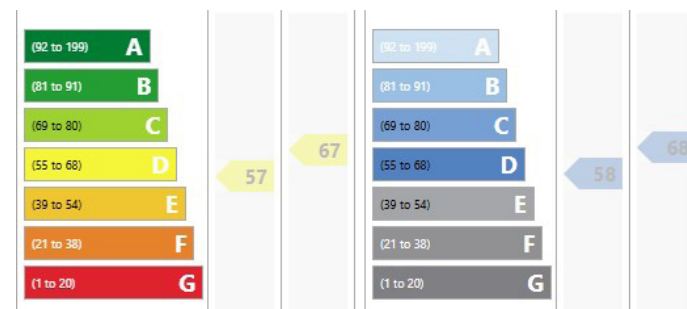 (92 to 199) A
(81 to 91) B
(69 to 80) C
(55 to 68) D
(39 to 54) E
(21 to 38) F
(1 to 20) G
57
67
(92 to 199) A
(81 to 91) B
(69 to 80) C
(55 to 68) D
(39 to 54) E
(21 to 38) F
(1 to 20) G
58
68